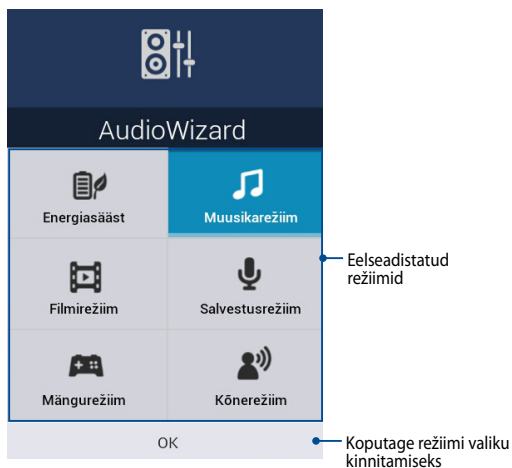 AudioWizard
Energiasääst
Muusikarežiim
Filmirežiim
Salvestusrežiim
Mängurežiim
Kõnerežiim
Eelseadistatud
režiimid
OK
Koputage režiimi valiku
kinnitamiseks